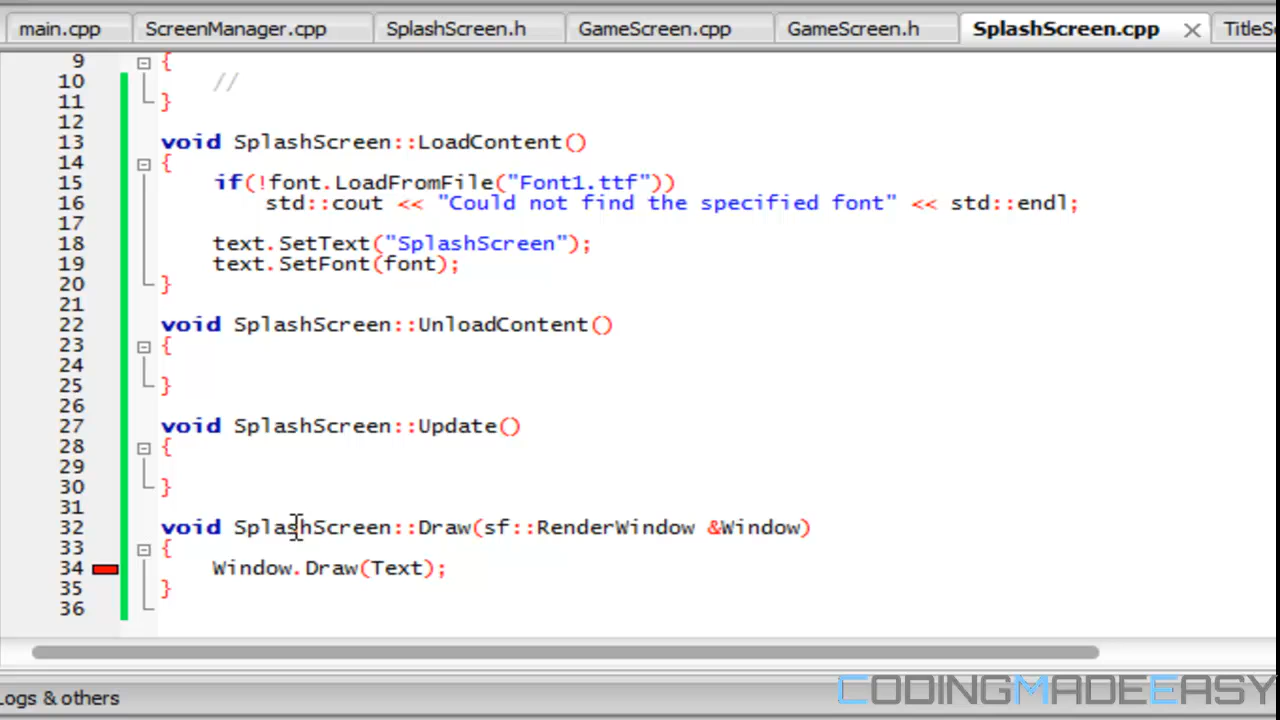 main.cpp ScreenManager.cpp SplashScreen.h GameScreen.cpp GameScreen.h SplashScreen.cpp TitleS
9 {
10 //
11 }
12
13 void SplashScreen::LoadContent()
14 {
15 if(!font.LoadFromFile("Font1.ttf"))
16 std::cout << "Could not find the specified font" << std::endl;
17
18 text.SetText("SplashScreen");
19 text.SetFont(font);
20 }
21
22 void SplashScreen::UnloadContent()
23 {
24
25 }
26
27 void SplashScreen::Update()
28 {
29
30 }
31
32 void SplashScreen::Draw(sf::RenderWindow &Window)
33 {
34 Window.Draw(Text);
35 }
36
Logs & others
CODINGMADEEASY